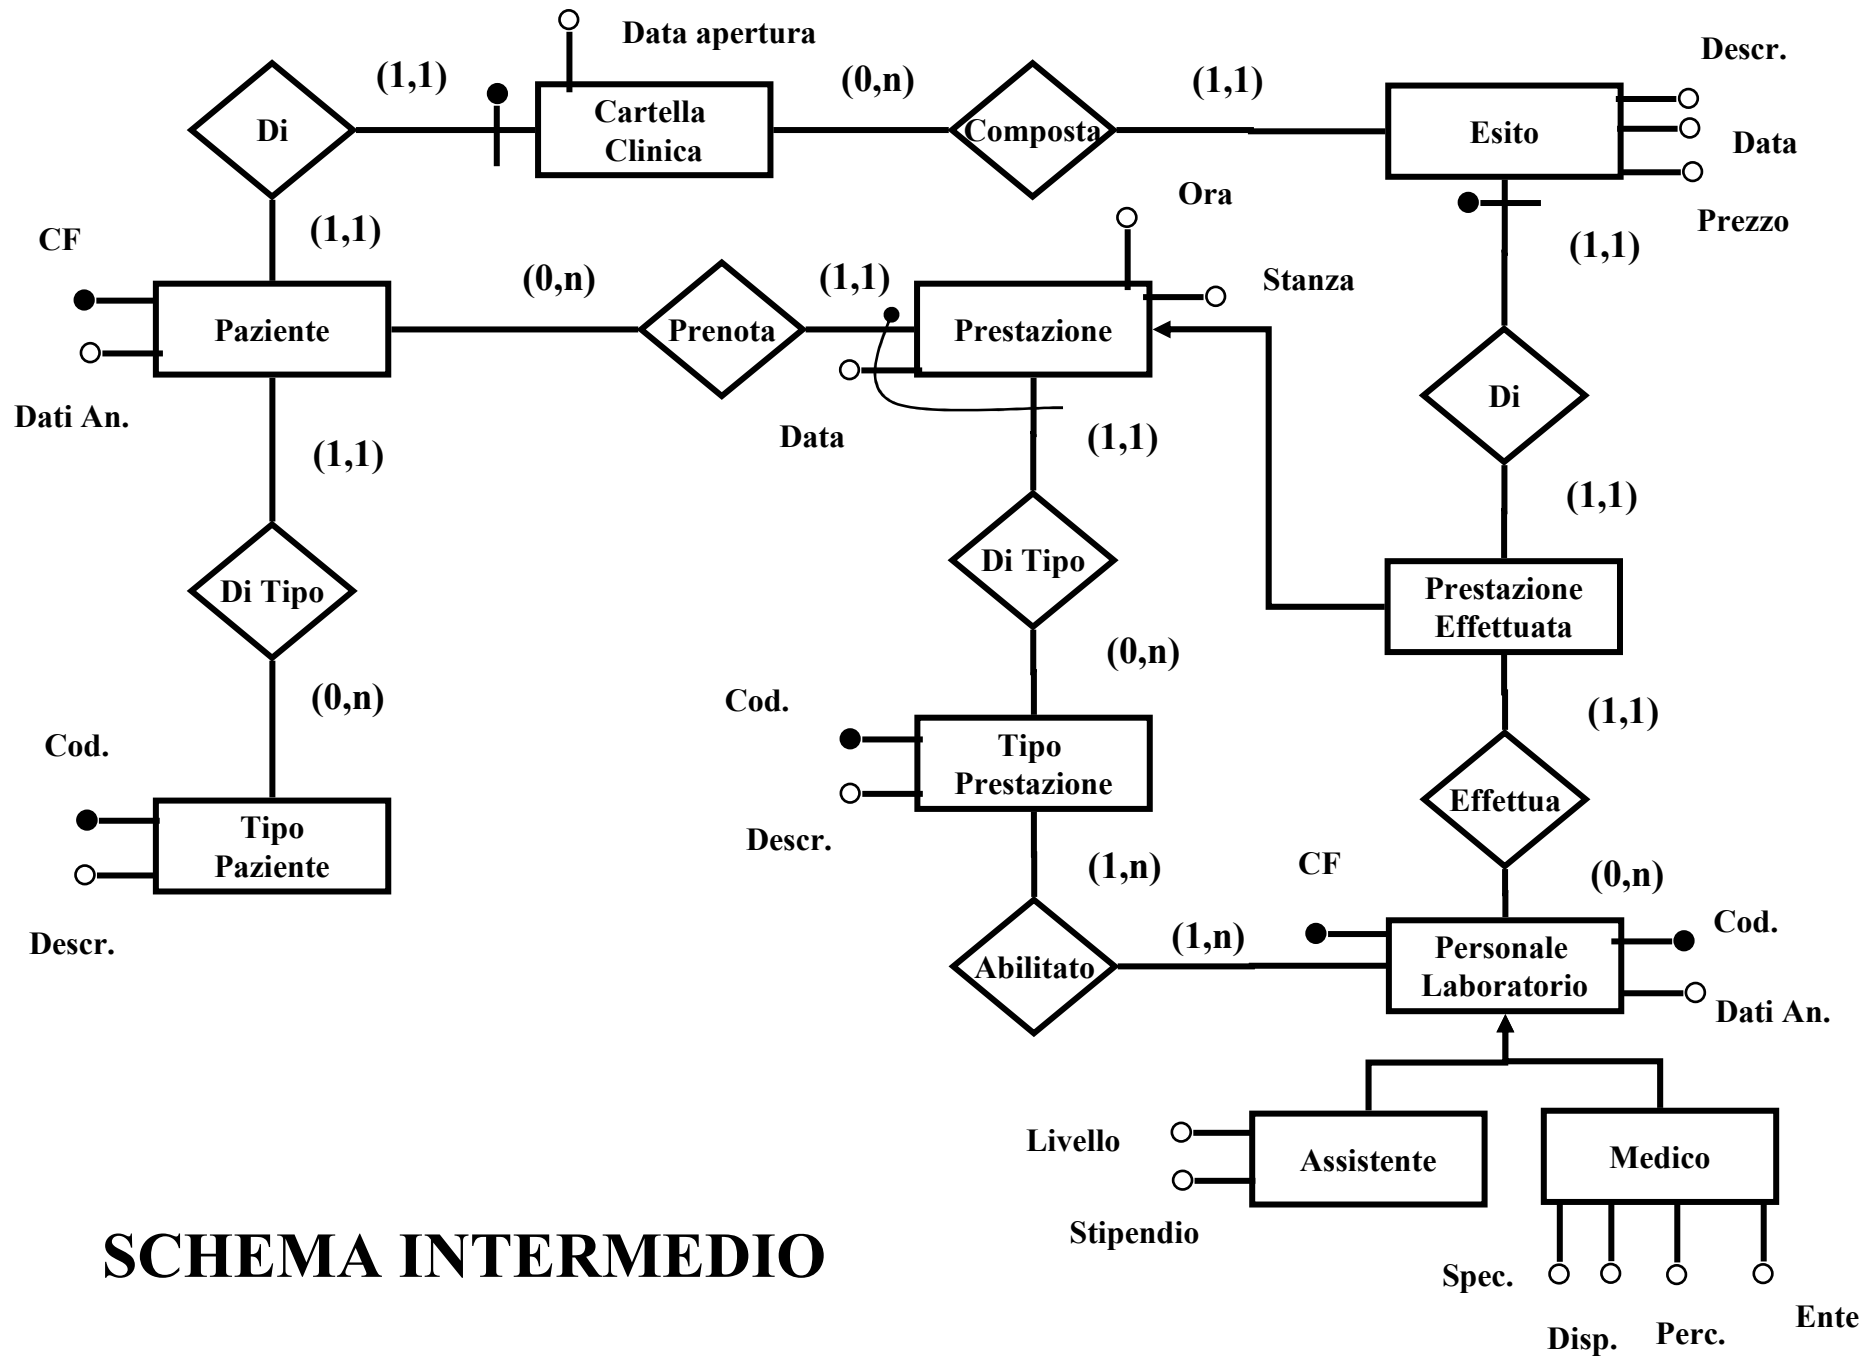 Data apertura
Descr.
(1,1)
(0,n)
(1,1)
Cartella
Clinica
Di
Composta
Esito
Data
Ora
Prezzo
CF
(1,1)
(1,1)
(0,n)
(1,1)
Stanza
Paziente
Prenota
Prestazione
Di
Dati An.
Data
(1,1)
(1,1)
(1,1)
Di Tipo
Di Tipo
Prestazione
Effettuata
(0,n)
(0,n)
Cod.
(1,1)
Cod.
Tipo
Prestazione
Effettua
Tipo
Paziente
Descr.
(1,n)
CF
(0,n)
Descr.
Cod.
(1,n)
Abilitato
Personale
Laboratorio
Dati An.
Livello
Assistente
Medico
Stipendio
SCHEMA INTERMEDIO
Spec.
Disp.
Perc.
Ente